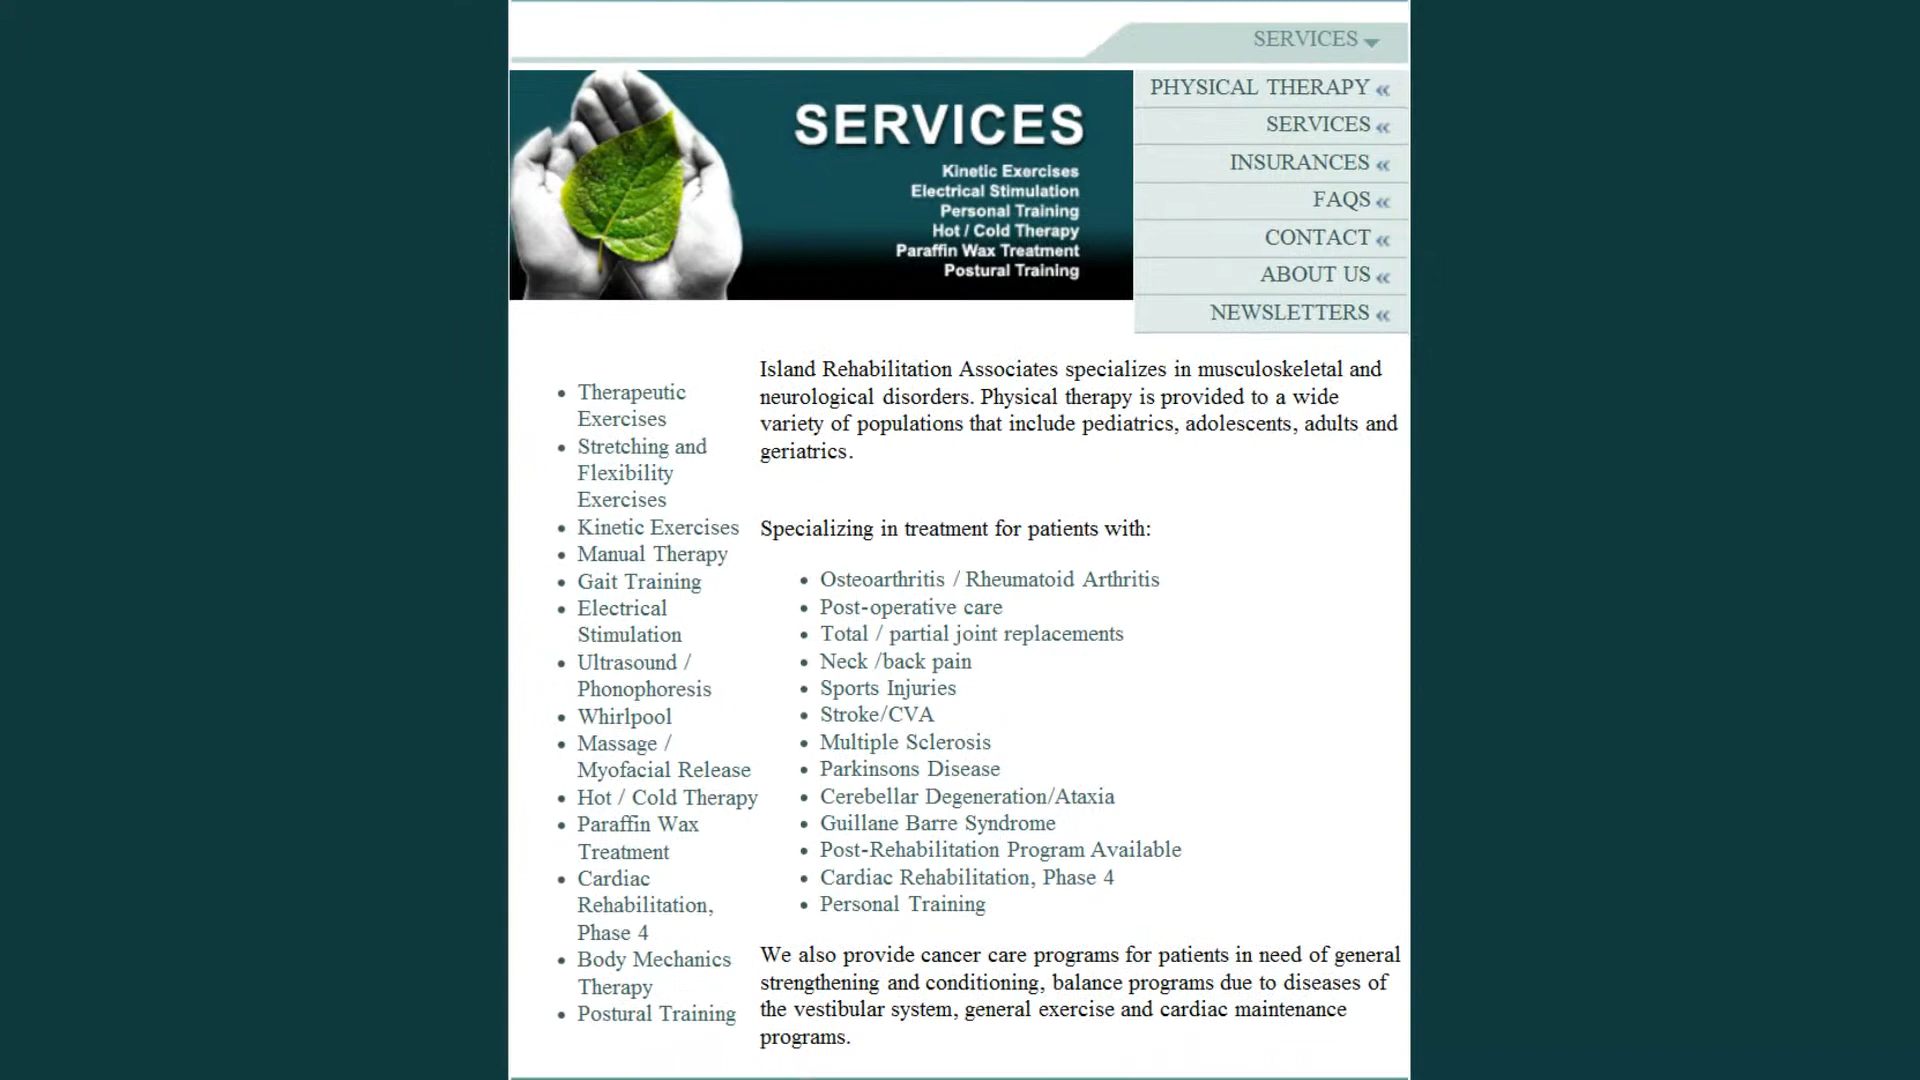 SERVICES
SERVICES
Kinetic Exercises
Electrical Stimulation
Personal Training
Hot / Cold Therapy
Paraffin Wax Treatment
Postural Training
PHYSICAL THERAPY «
SERVICES «
INSURANCES «
FAQS «
CONTACT «
ABOUT US «
NEWSLETTERS «
• Therapeutic
Exercises
• Stretching and
Flexibility
Exercises
• Kinetic Exercises
• Manual Therapy
• Gait Training
• Electrical
Stimulation
• Ultrasound /
Phonophoresis
• Whirlpool
• Massage /
Myofacial Release
• Hot / Cold Therapy
• Paraffin Wax
Treatment
• Cardiac
Rehabilitation,
Phase 4
• Body Mechanics
Therapy
• Postural Training
Island Rehabilitation Associates specializes in musculoskeletal and
neurological disorders. Physical therapy is provided to a wide
variety of populations that include pediatrics, adolescents, adults and
geriatrics.
Specializing in treatment for patients with:
• Osteoarthritis / Rheumatoid Arthritis
• Post-operative care
• Total / partial joint replacements
• Neck /back pain
• Sports Injuries
• Stroke/CVA
• Multiple Sclerosis
• Parkinsons Disease
• Cerebellar Degeneration/Ataxia
• Guillane Barre Syndrome
• Post-Rehabilitation Program Available
• Cardiac Rehabilitation, Phase 4
• Personal Training
We also provide cancer care programs for patients in need of general
strengthening and conditioning, balance programs due to diseases of
the vestibular system, general exercise and cardiac maintenance
programs.